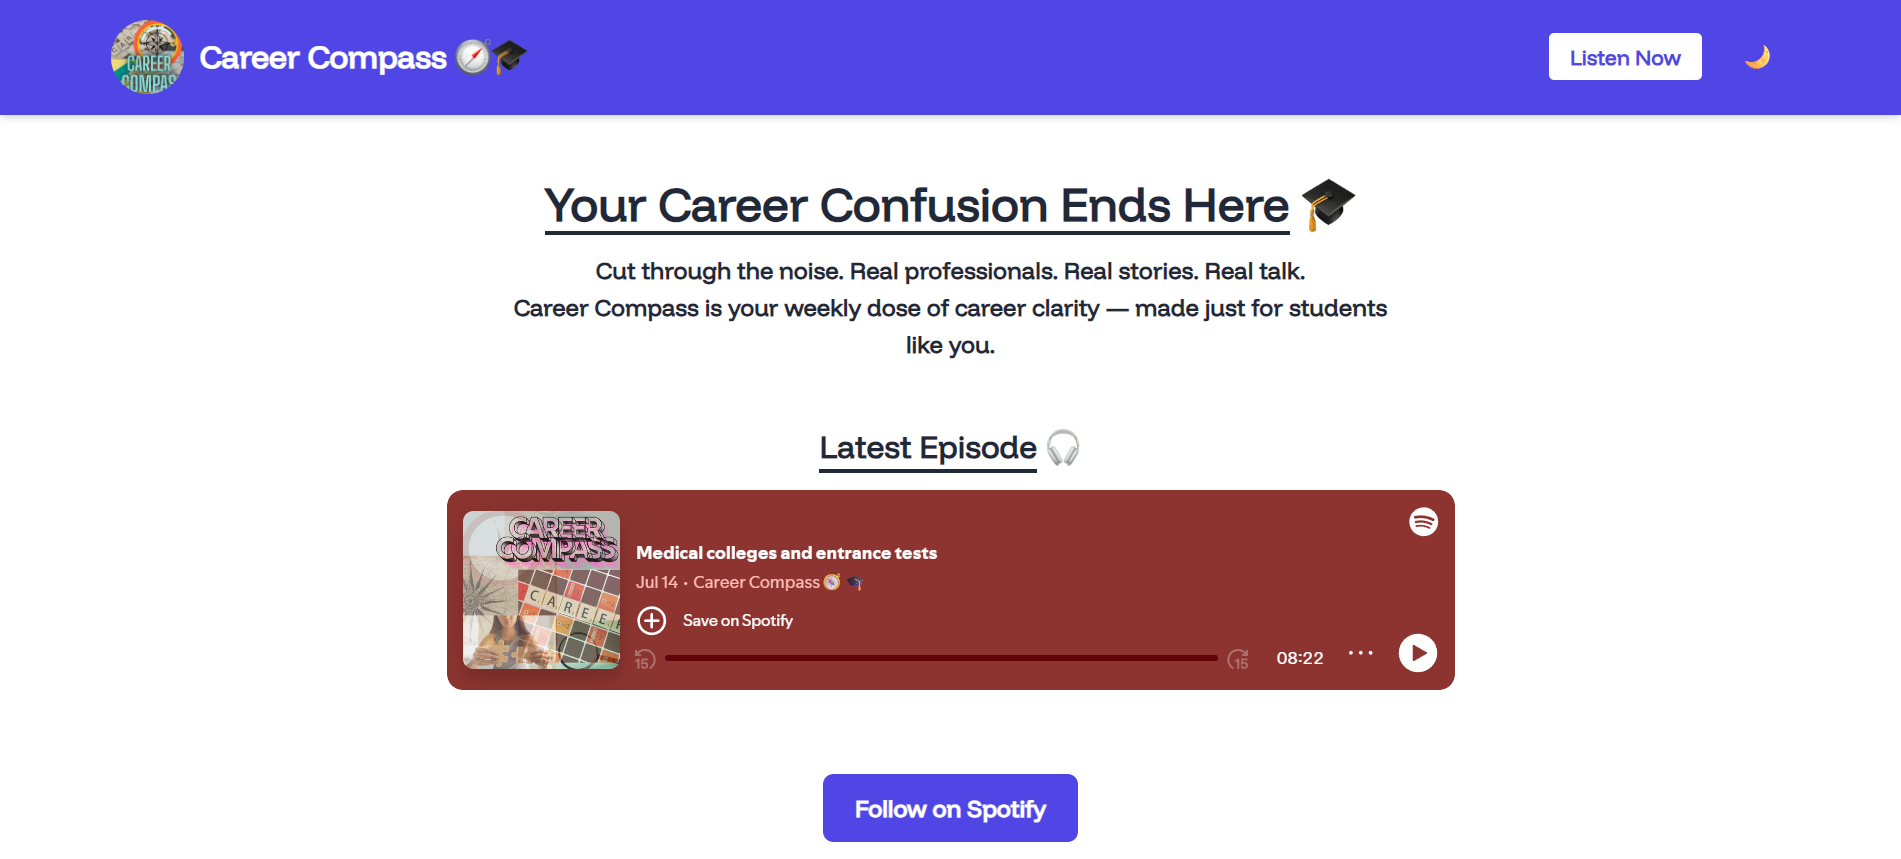 CAREER
COMPAS
Career Compass 🧭🎓
Listen Now
Your Career Confusion Ends Here 🎓
Cut through the noise. Real professionals. Real stories. Real talk.
Career Compass is your weekly dose of career clarity — made just for students
like you.
Latest Episode 🎧
CAREER
COMPASS
CAREER
Medical colleges and entrance tests
Jul 14 • Career Compass🧭 🎓
Save on Spotify
15
15
08:22
Follow on Spotify